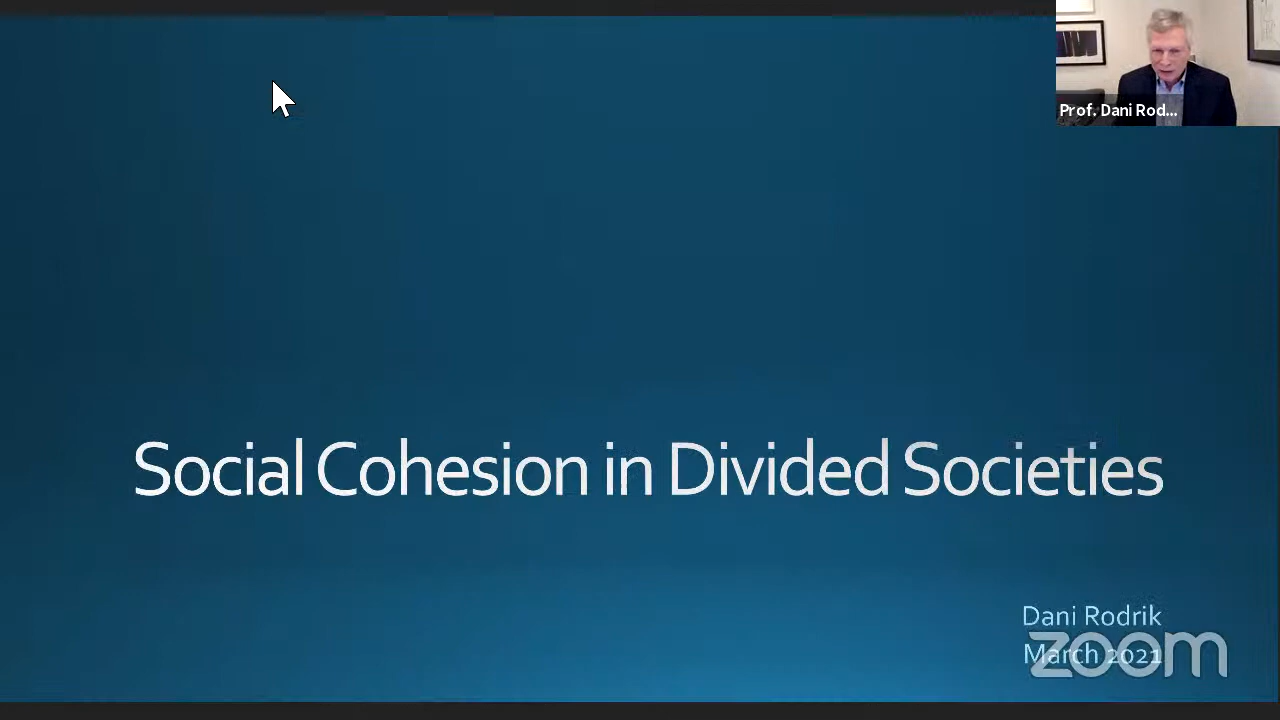 Prof. Dani Rod...
Social Cohesion in Divided Societies
Dani Rodrik
March 2021
zoom